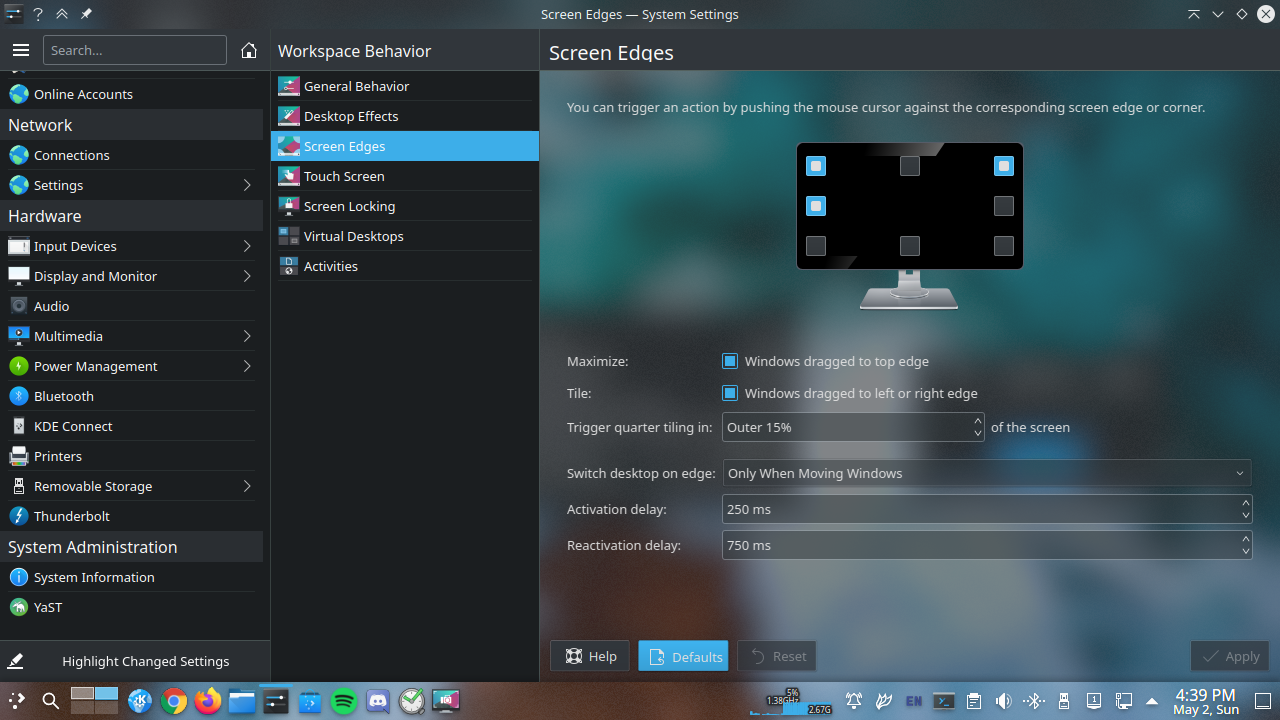 Screen Edges — System Settings
Search...
Online Accounts
Network
Connections
Settings
Hardware
Input Devices
Display and Monitor
Audio
Multimedia
Power Management
Bluetooth
KDE Connect
Printers
Removable Storage
Thunderbolt
System Administration
System Information
YaST
Highlight Changed Settings
Workspace Behavior
General Behavior
Desktop Effects
Screen Edges
Touch Screen
Screen Locking
Virtual Desktops
Activities
Screen Edges
You can trigger an action by pushing the mouse cursor against the corresponding screen edge or corner.
Maximize: Windows dragged to top edge
Tile: Windows dragged to left or right edge
Trigger quarter tiling in: Outer 15% of the screen
Switch desktop on edge: Only When Moving Windows
Activation delay: 250 ms
Reactivation delay: 750 ms
Help
Defaults
Reset
Apply
5%
1.38GHz
2.67G
EN
1
4:39 PM
May 2, Sun